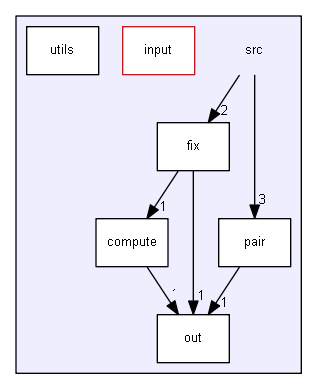 utils
input
src
2
fix
3
1
compute
pair
1
1
out